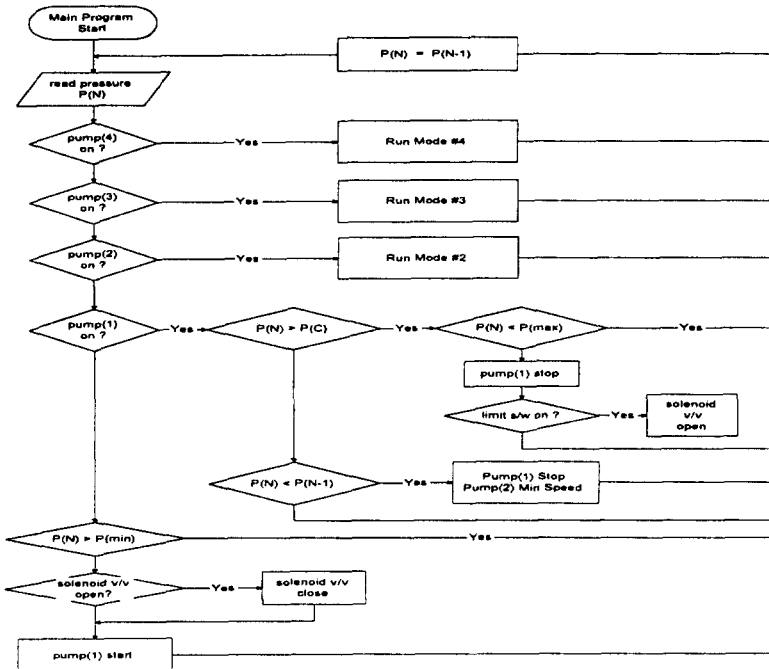 Main Program
Start
P(N) = P(N-1)
read pressure
P(N)
pump(4)
on ?
Yes
Run Mode #4
pump(3)
on ?
Yes
Run Mode #3
pump(2)
on ?
Yes
Run Mode #2
pump(1)
on ?
Yes
P(N) > P(C)
Yes
P(N) < P(max)
Yes
pump(1) stop
limit s/w on ?
Yes
solenoid
v/v
open
P(N) < P(N-1)
Yes
Pump(1) Stop
Pump(2) Min Speed
P(N) > P(min)
Yes
solenoid v/v
open?
Yes
solenoid v/v
close
pump(1) start